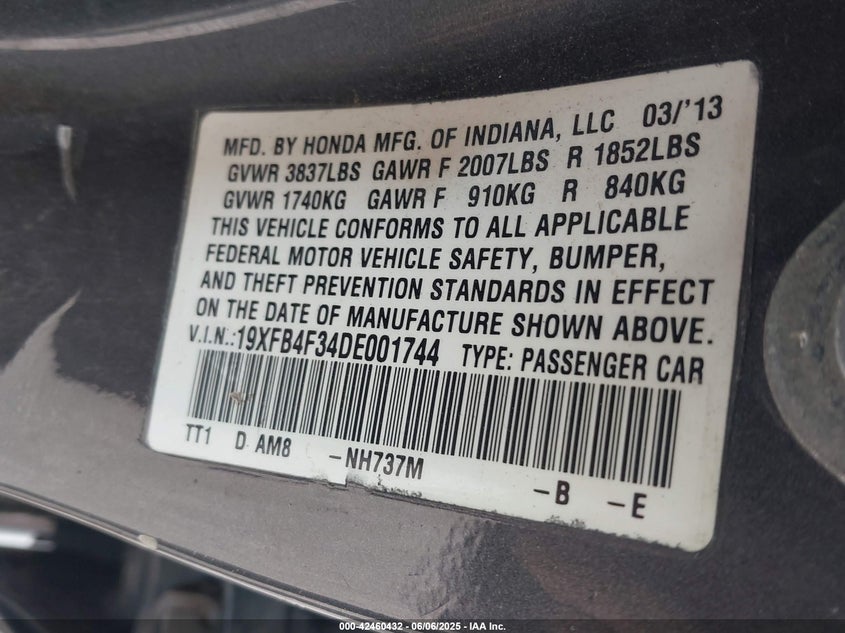 MFD. BY HONDA MFG. OF INDIANA, LLC 03/'13
GVWR 3837LBS GAWR F 2007LBS R 1852LBS
GVWR 1740KG GAWR F 910KG R 840KG
THIS VEHICLE CONFORMS TO ALL APPLICABLE
FEDERAL MOTOR VEHICLE SAFETY, BUMPER,
AND THEFT PREVENTION STANDARDS IN EFFECT
ON THE DATE OF MANUFACTURE SHOWN ABOVE.
V.I.N.:19XFB4F34DE001744 TYPE: PASSENGER CAR
TT1 D AM8 -NH737M -B -E
000-42460432 - 06/06/2025 - IAA Inc.